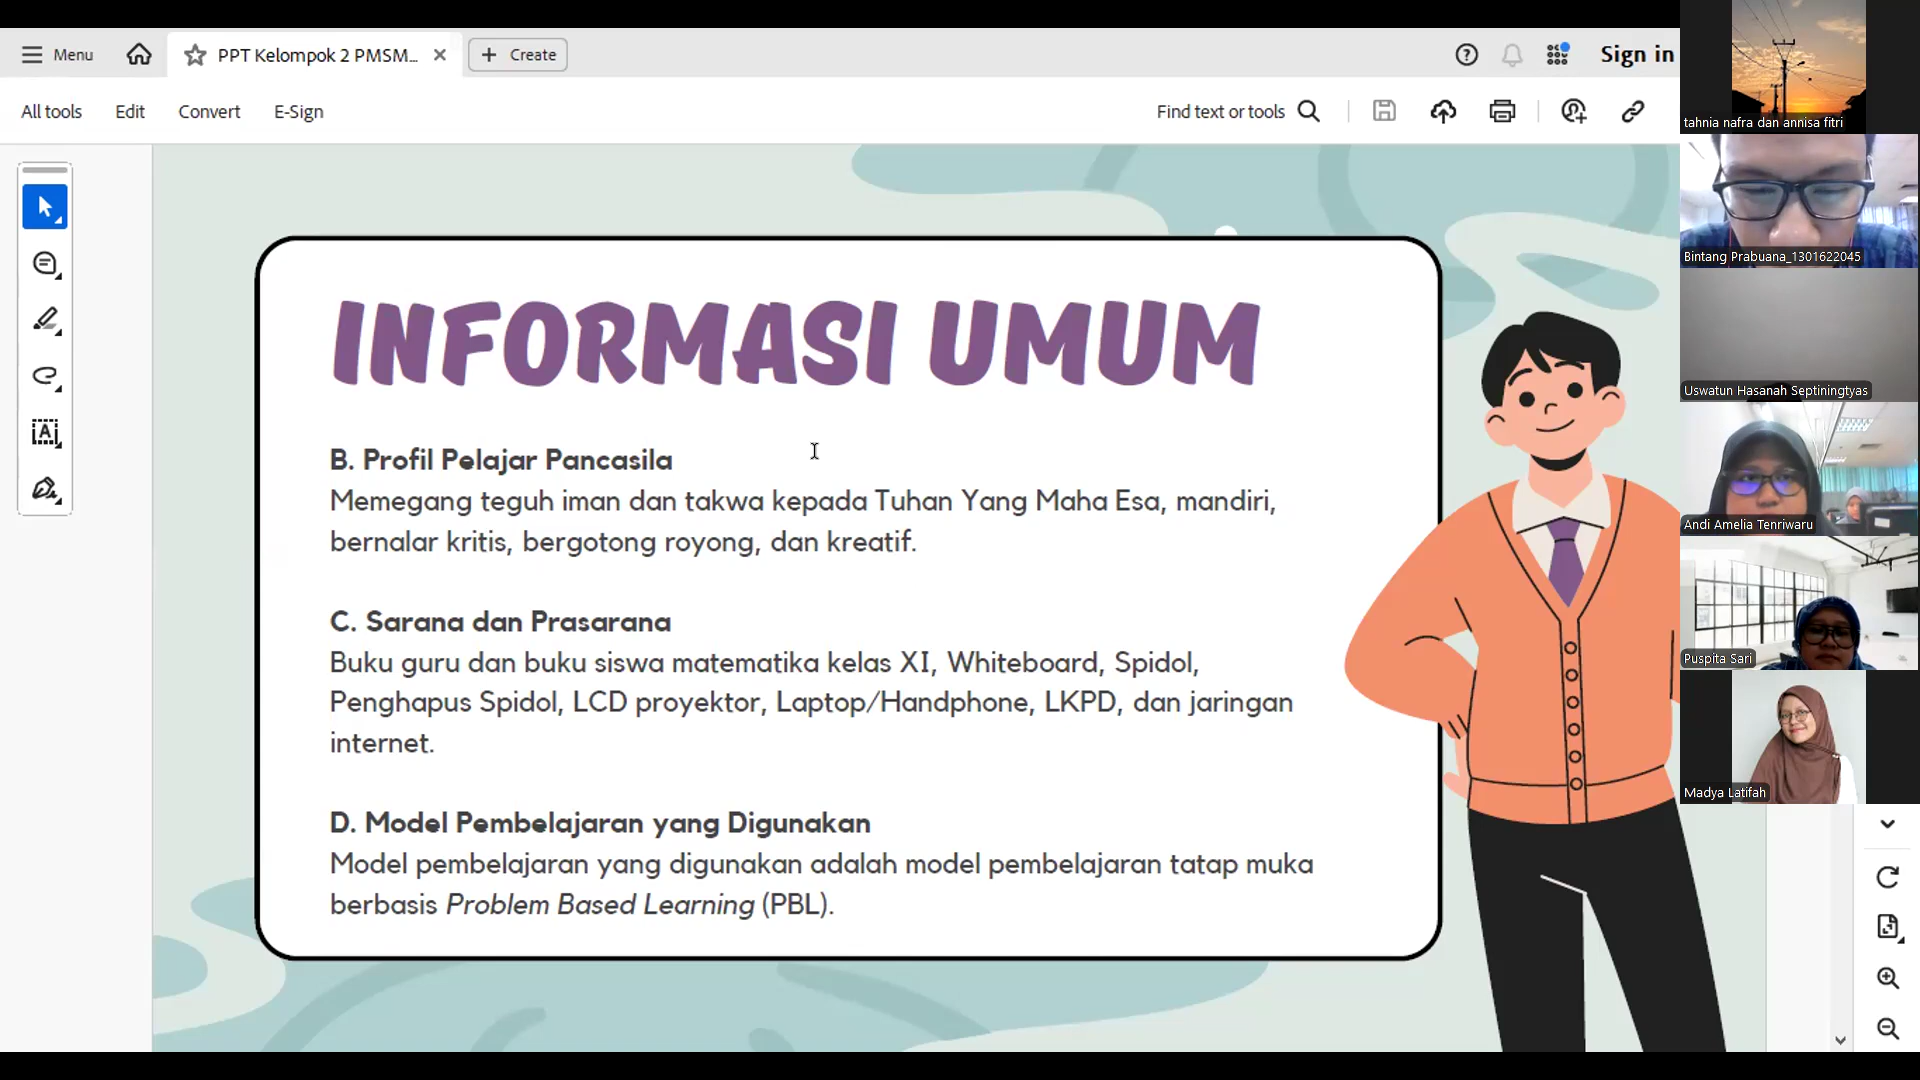 Menu
PPT Kelompok 2 PMSM...
Create
Sign in
All tools
Edit
Convert
E-Sign
Find text or tools
INFORMASI UMUM
B. Profil Pelajar Pancasila
Memegang teguh iman dan takwa kepada Tuhan Yang Maha Esa, mandiri,
bernalar kritis, bergotong royong, dan kreatif.
C. Sarana dan Prasarana
Buku guru dan buku siswa matematika kelas XI, Whiteboard, Spidol,
Penghapus Spidol, LCD proyektor, Laptop/Handphone, LKPD, dan jaringan
internet.
D. Model Pembelajaran yang Digunakan
Model pembelajaran yang digunakan adalah model pembelajaran tatap muka
berbasis Problem Based Learning (PBL).
tahnia nafra dan annisa fitri
Bintang Prabuana_1301622045
Uswatun Hasanah Septiningtyas
Andi Amelia Tenriwaru
Puspita Sari
Madya Latifah